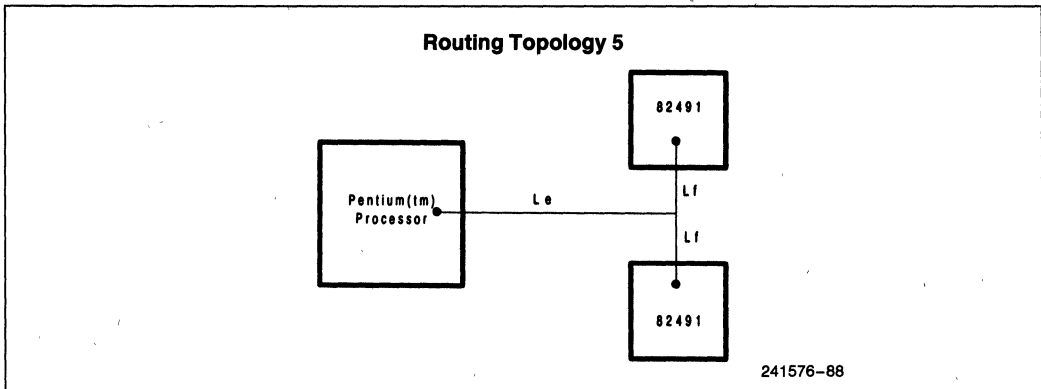 Routing Topology 5
82491
Pentium(tm)
Processor
Le
Lf
Lf
82491
241576-88